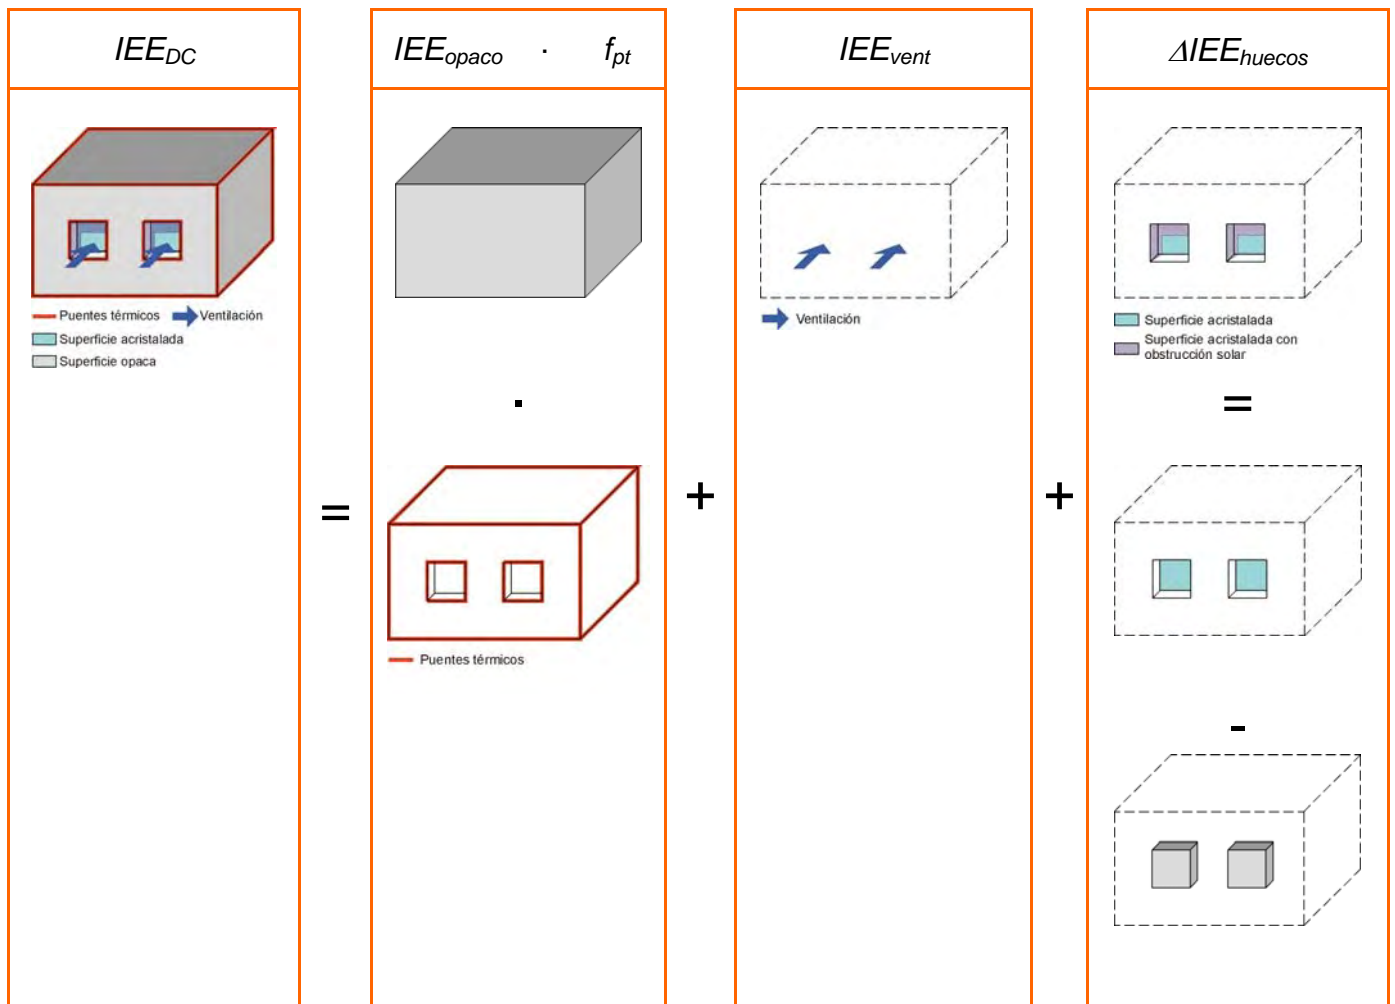 IEE_DC
IEE_opaco · f_pt
IEE_vent
ΔIEE_huecos
Puentes térmicos
Ventilación
Superficie acristalada
Superficie opaca
=
·
Puentes térmicos
+
Ventilación
+
Superficie acristalada
Superficie acristalada con
obstrucción solar
=
-